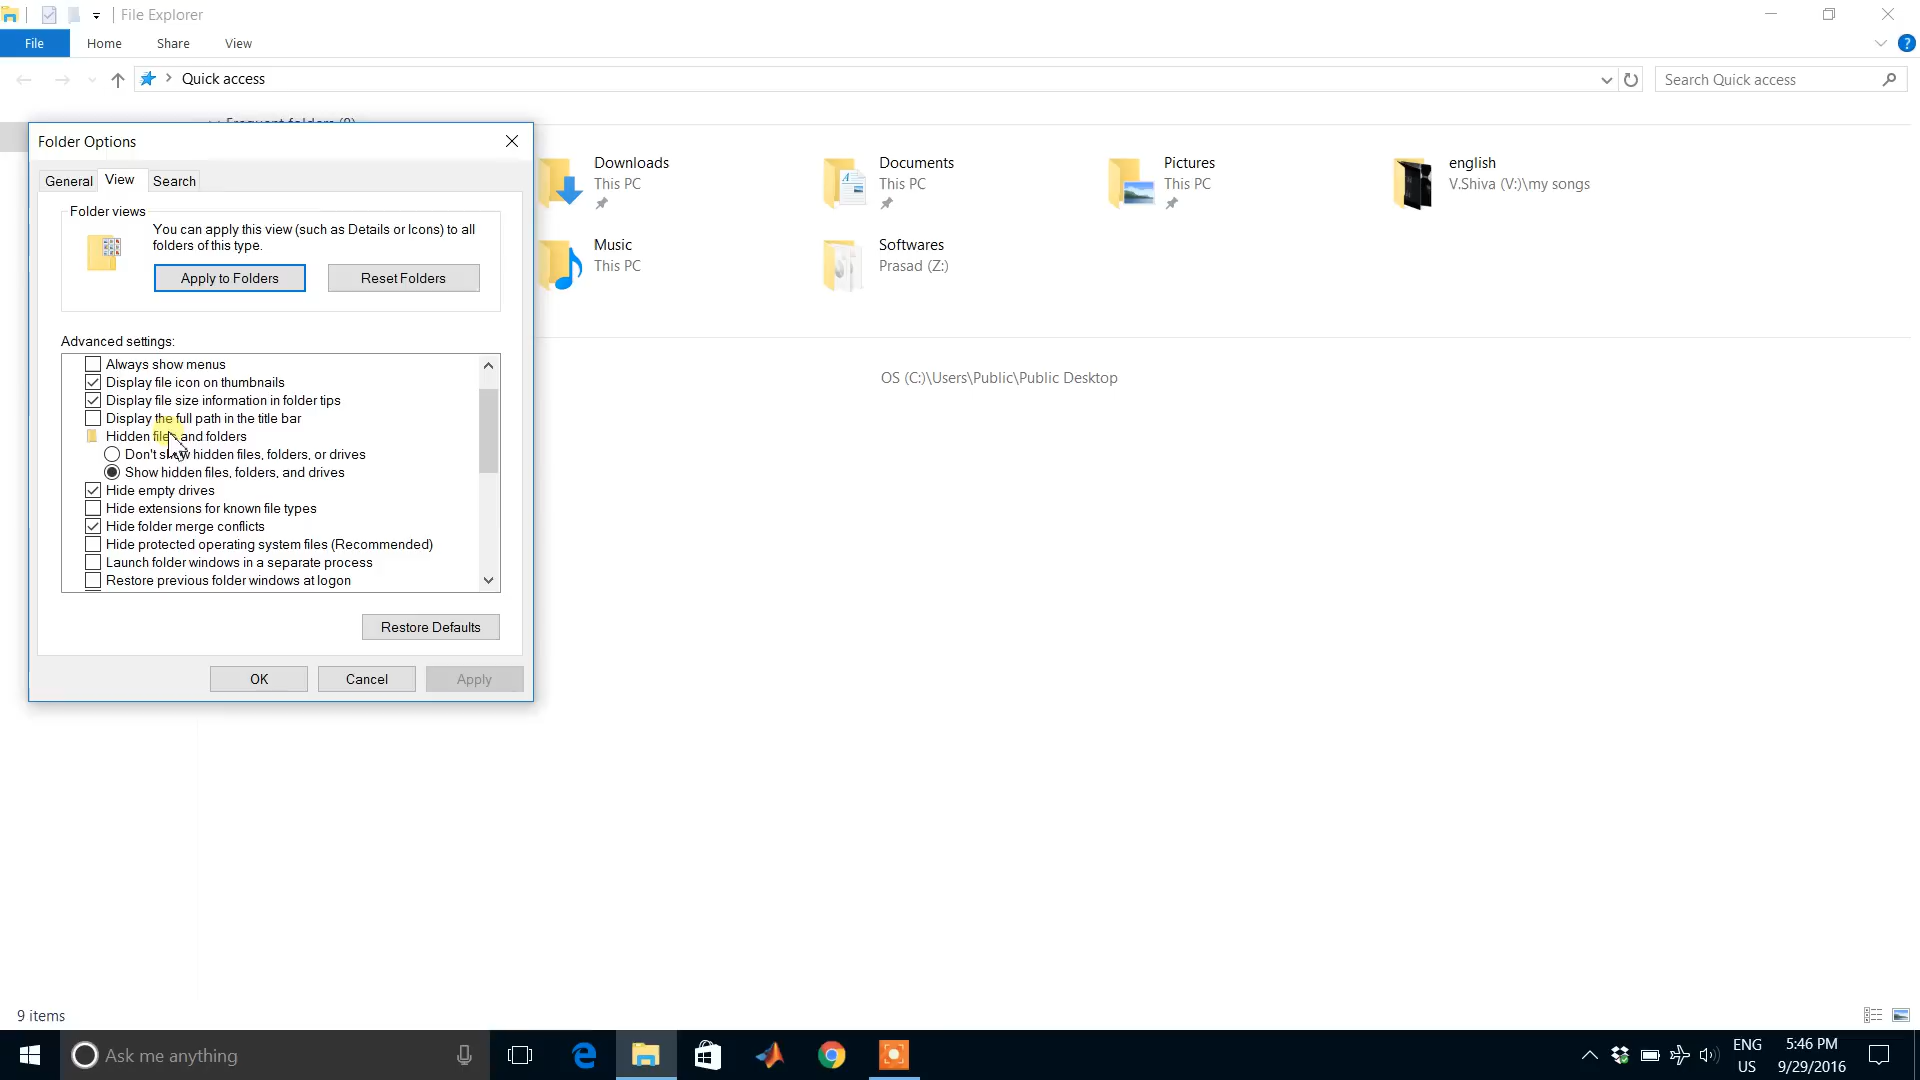 File Explorer
File Home Share View
Quick access
Search Quick access
Frequent folders (9)
Folder Options
General View Search
Folder views
You can apply this view (such as Details or Icons) to all
folders of this type.
Apply to Folders Reset Folders
Advanced settings:
Always show menus
Display file icon on thumbnails
Display file size information in folder tips
Display the full path in the title bar
Hidden files and folders
Don't show hidden files, folders, or drives
Show hidden files, folders, and drives
Hide empty drives
Hide extensions for known file types
Hide folder merge conflicts
Hide protected operating system files (Recommended)
Launch folder windows in a separate process
Restore previous folder windows at logon
Restore Defaults
OK Cancel Apply
Downloads
This PC
Documents
This PC
Pictures
This PC
english
V.Shiva (V:)\my songs
Music
This PC
Softwares
Prasad (Z:)
OS (C:)\Users\Public\Public Desktop
9 items
Ask me anything
ENG
US
5:46 PM
9/29/2016